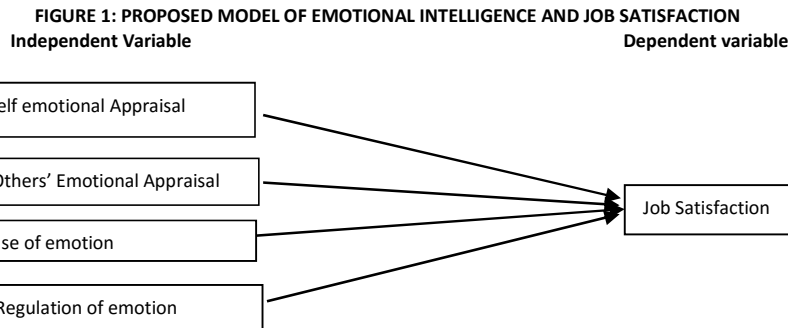 FIGURE 1: PROPOSED MODEL OF EMOTIONAL INTELLIGENCE AND JOB SATISFACTION
Independent Variable Dependent variable
elf emotional Appraisal
Others' Emotional Appraisal
Job Satisfaction
se of emotion
Regulation of emotion